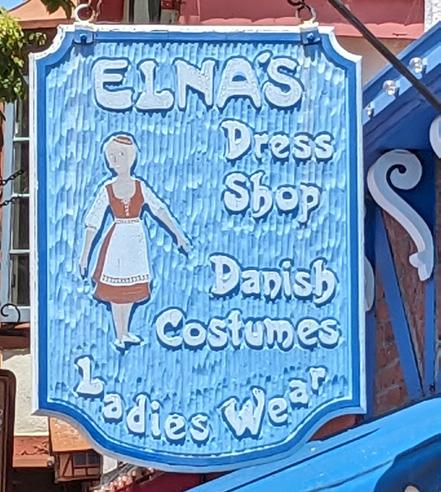 ELNA'S
Dress
Shop
Danish
Costumes
Ladies Wear